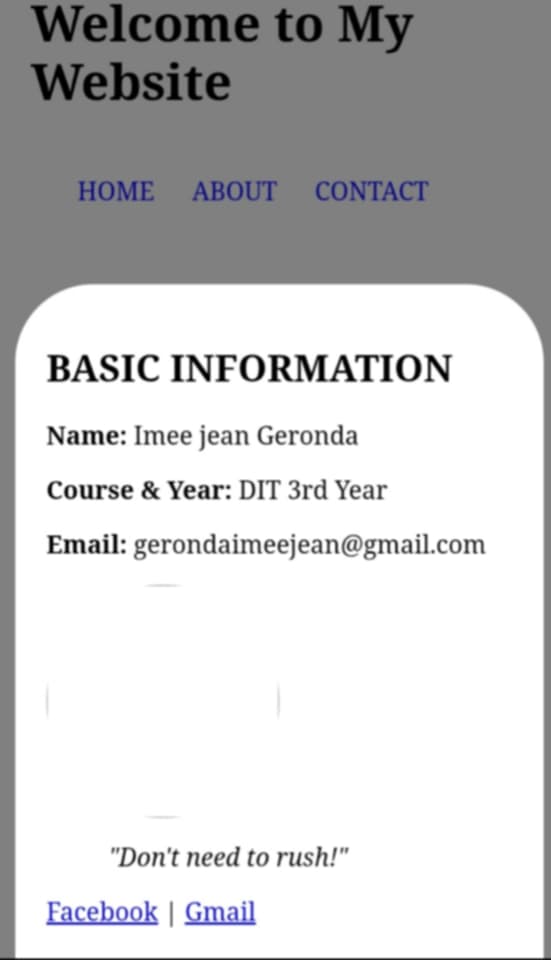 Welcome to My
Website
HOME ABOUT CONTACT
BASIC INFORMATION
Name: Imee jean Geronda
Course & Year: DIT 3rd Year
Email: gerondaimeejean@gmail.com
"Don't need to rush!"
Facebook | Gmail